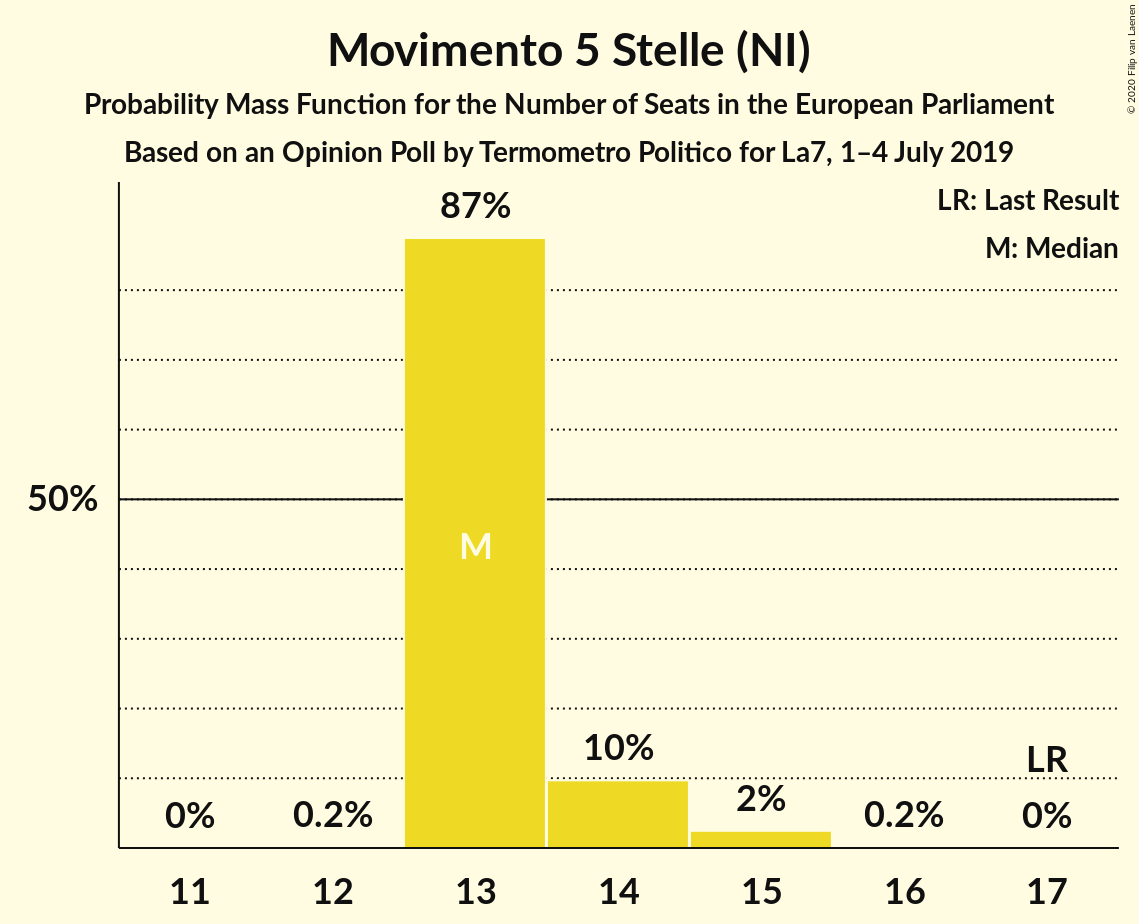 Movimento 5 Stelle (NI)
Probability Mass Function for the Number of Seats in the European Parliament
Based on an Opinion Poll by Termometro Politico for La7, 1–4 July 2019
© 2020 Filip van Laenen
LR: Last Result
M: Median
87%
50%
M
10%
LR
0%
0.2%
2%
0.2%
0%
11 12 13 14 15 16 17